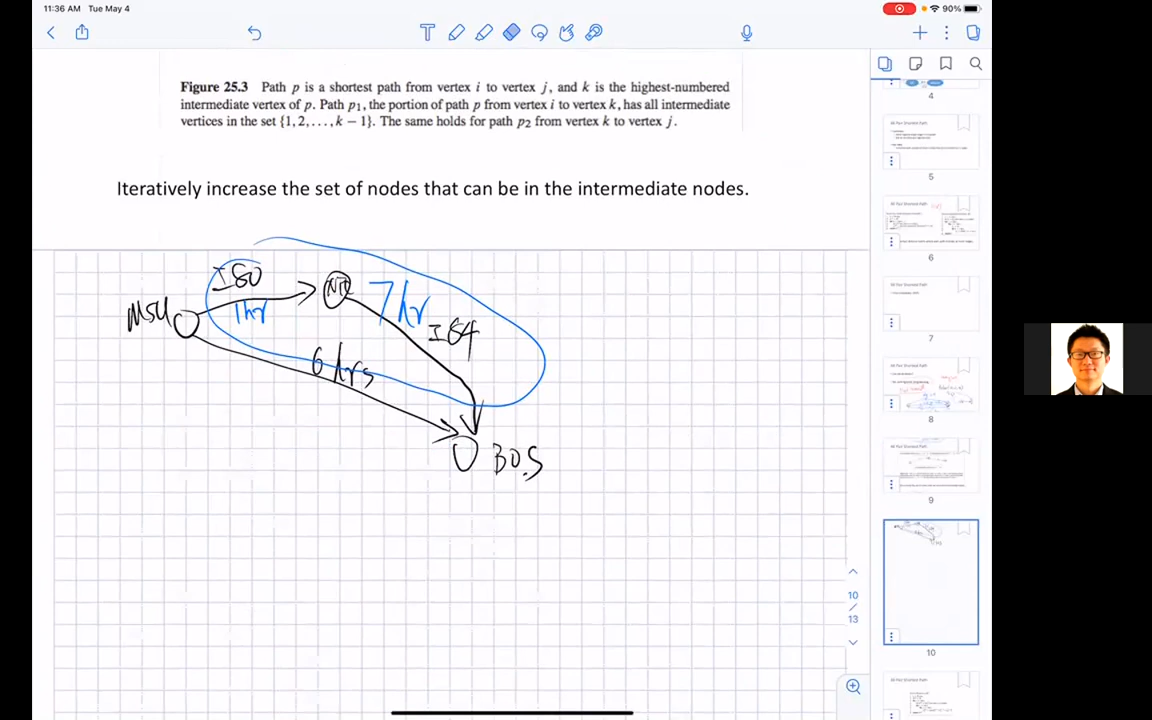 11:36 AM Tue May 4
90%
Figure 25.3 Path p is a shortest path from vertex i to vertex j, and k is the highest-numbered
intermediate vertex of p. Path p₁, the portion of path p from vertex i to vertex k, has all intermediate
vertices in the set {1, 2, . . . , k − 1}. The same holds for path p₂ from vertex k to vertex j.
Iteratively increase the set of nodes that can be in the intermediate nodes.
I80
MSU
1hr
7hr
I84
6 hrs
BOS
4
5
6
7
8
9
10
10
/
13